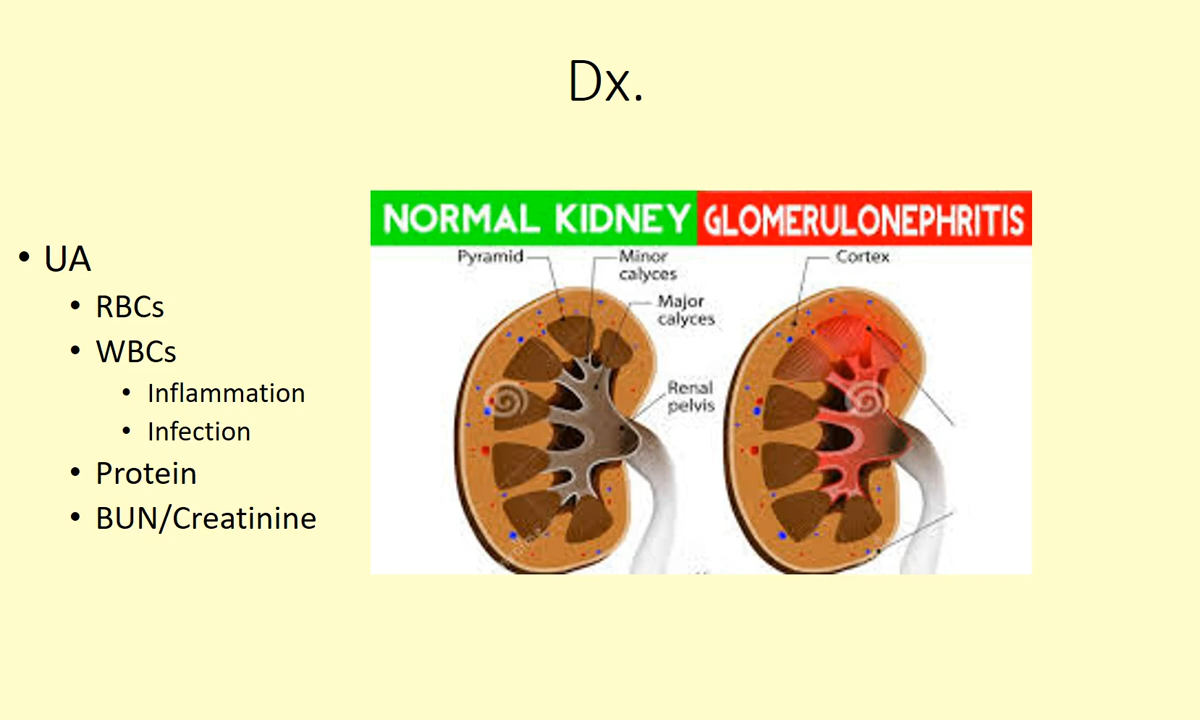 Dx.
• UA
• RBCs
• WBCs
• Inflammation
• Infection
• Protein
• BUN/Creatinine
NORMAL KIDNEY
GLOMERULONEPHRITIS
Pyramid
Minor
calyces
Major
calyces
Renal
pelvis
Cortex